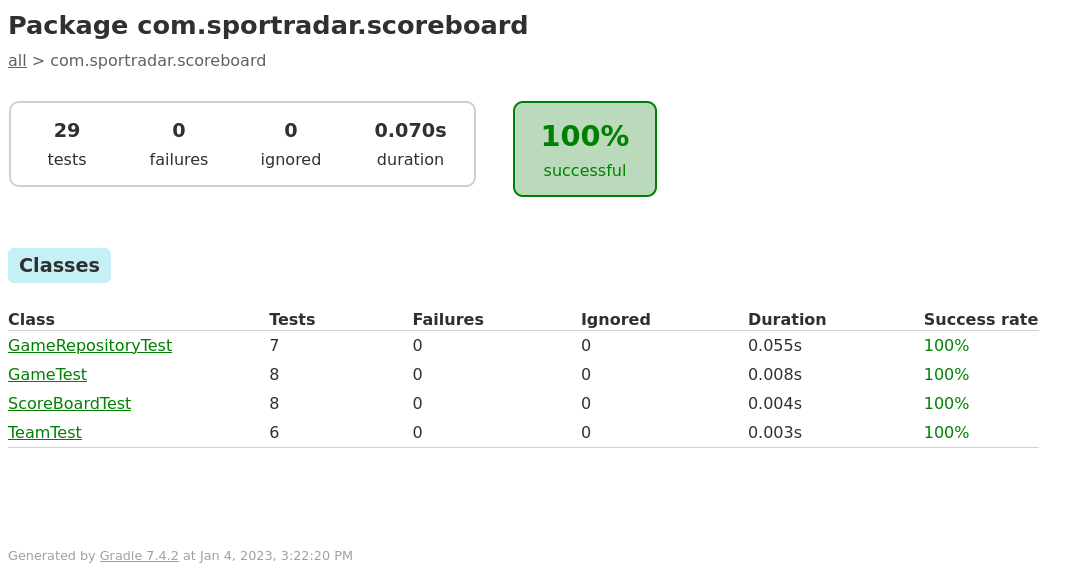 Package com.sportradar.scoreboard
all > com.sportradar.scoreboard
29 0 0 0.070s 100%
tests failures ignored duration successful
Classes
Class Tests Failures Ignored Duration Success rate
GameRepositoryTest 7 0 0 0.055s 100%
GameTest 8 0 0 0.008s 100%
ScoreBoardTest 8 0 0 0.004s 100%
TeamTest 6 0 0 0.003s 100%
Generated by Gradle 7.4.2 at Jan 4, 2023, 3:22:20 PM